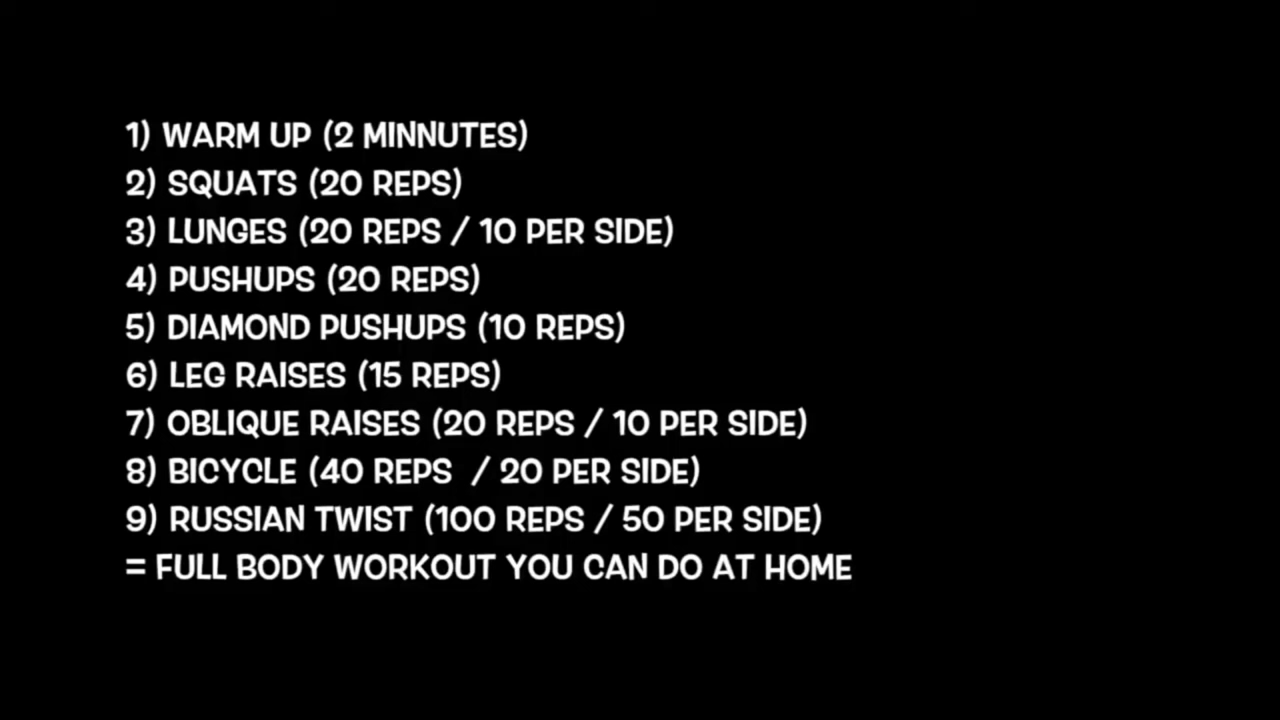 1) WARM UP (2 MINNUTES)
2) SQUATS (20 REPS)
3) LUNGES (20 REPS / 10 PER SIDE)
4) PUSHUPS (20 REPS)
5) DIAMOND PUSHUPS (10 REPS)
6) LEG RAISES (15 REPS)
7) OBLIQUE RAISES (20 REPS / 10 PER SIDE)
8) BICYCLE (40 REPS  / 20 PER SIDE)
9) RUSSIAN TWIST (100 REPS / 50 PER SIDE)
= FULL BODY WORKOUT YOU CAN DO AT HOME